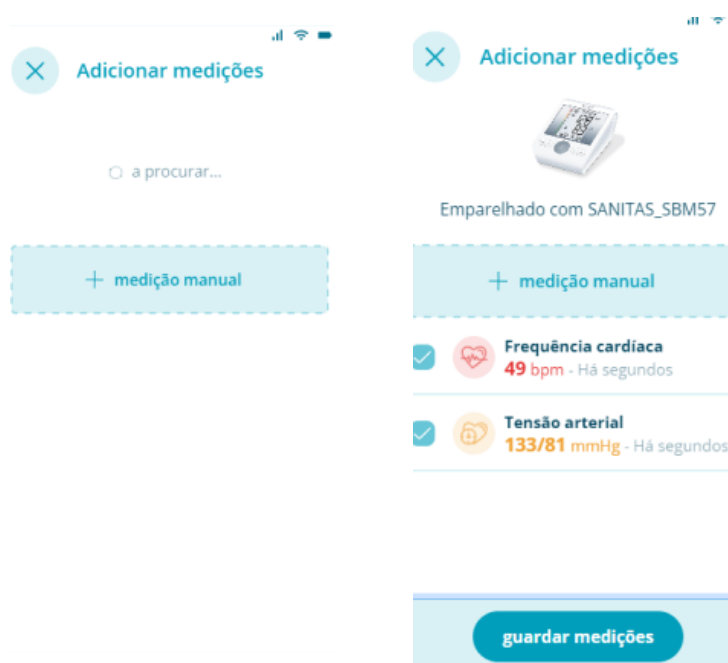 Adicionar medições
a procurar...
+ medição manual
Adicionar medições
Emparelhado com SANITAS_SBM57
+ medição manual
Frequência cardíaca
49 bpm - Há segundos
Tensão arterial
133/81 mmHg - Há segundos
guardar medições